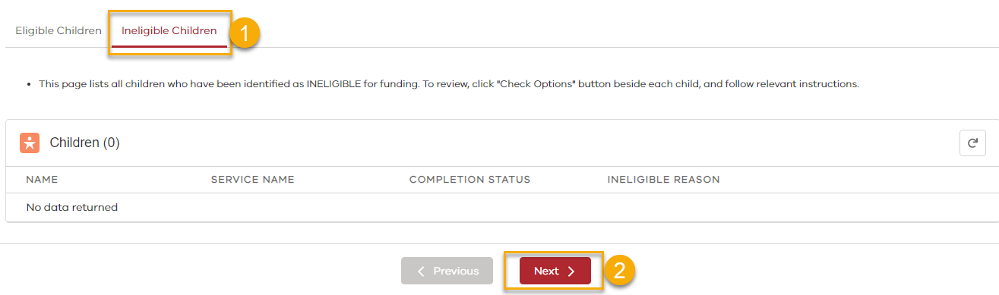 Eligible Children Ineligible Children 1
• This page lists all children who have been identified as INELIGIBLE for funding. To review, click "Check Options" button beside each child, and follow relevant instructions.
Children (0)
NAME SERVICE NAME COMPLETION STATUS INELIGIBLE REASON
No data returned
Previous Next 2